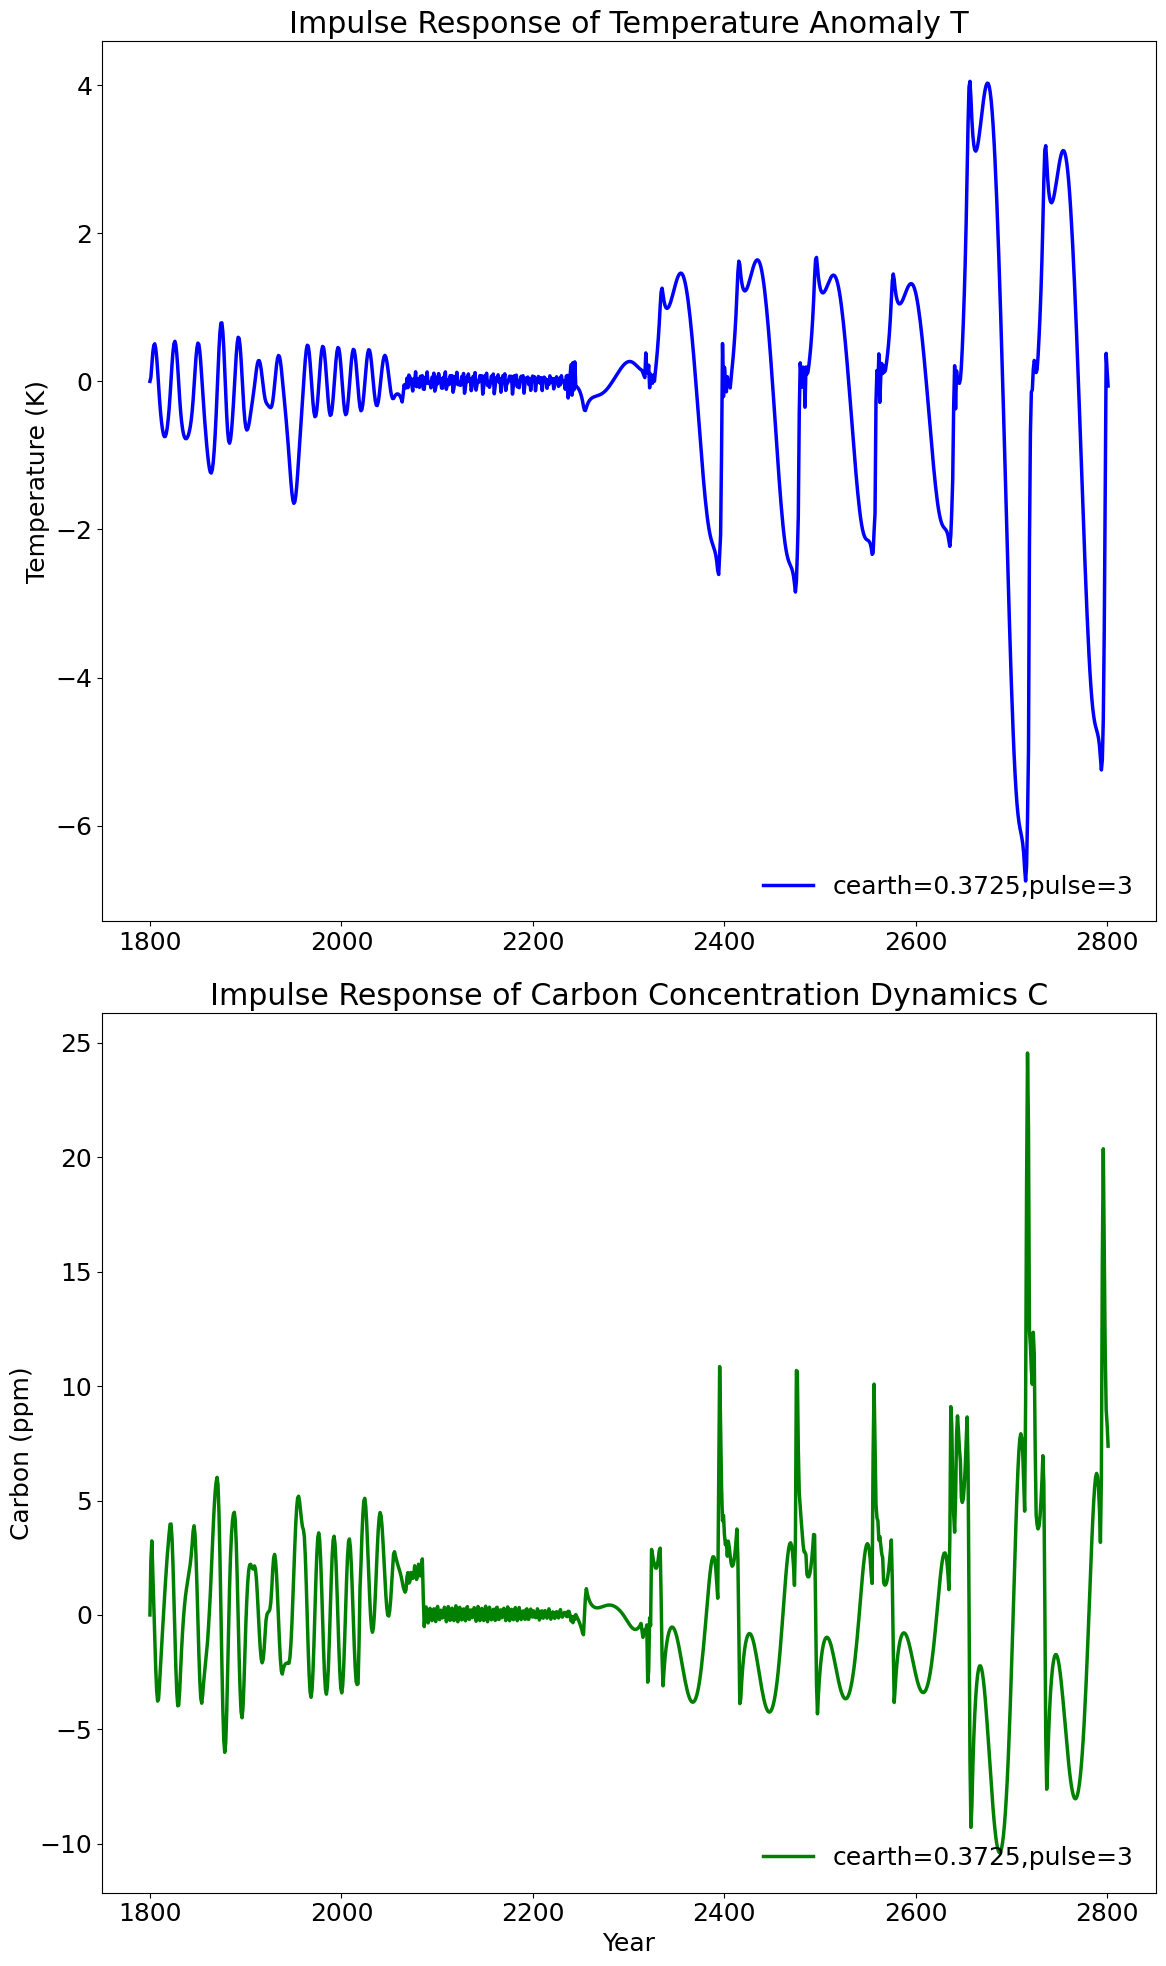 Impulse Response of Temperature Anomaly T
Temperature (K)
4
2
0
−2
−4
−6
cearth=0.3725,pulse=3
1800 2000 2200 2400 2600 2800
Impulse Response of Carbon Concentration Dynamics C
Carbon (ppm)
25
20
15
10
5
0
−5
−10
cearth=0.3725,pulse=3
1800 2000 2200 2400 2600 2800
Year